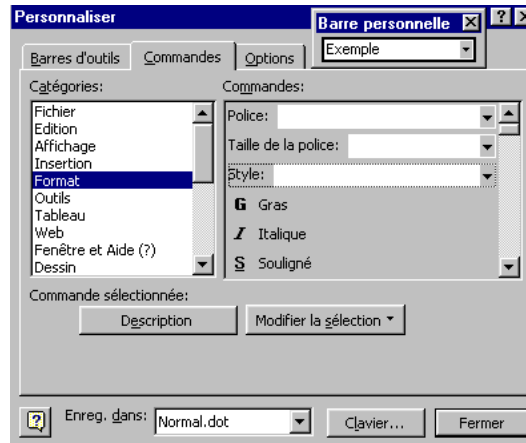 Personnaliser
Barre personnelle
Exemple
Barres d'outils
Commandes
Options
Catégories:
Commandes:
Fichier
Edition
Affichage
Insertion
Format
Outils
Tableau
Web
Fenêtre et Aide (?)
Dessin
Police:
Taille de la police:
Style:
G Gras
I Italique
S Souligné
Commande sélectionnée:
Description
Modifier la sélection
Enreg. dans:
Normal.dot
Clavier...
Fermer